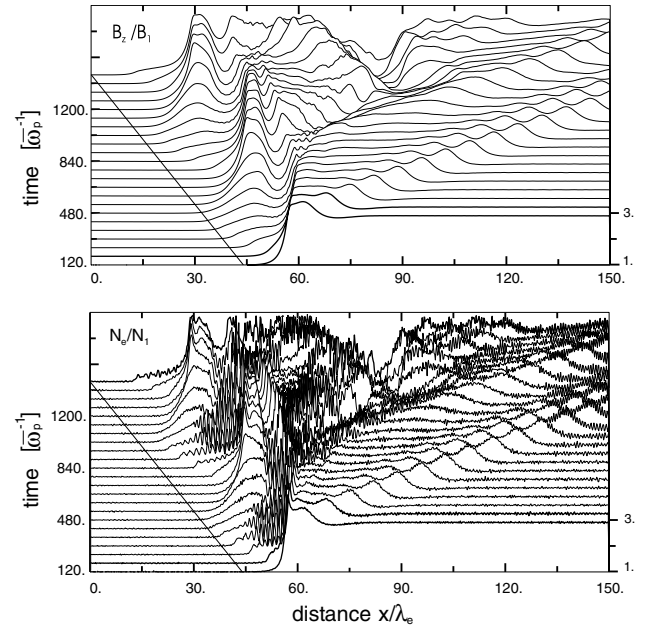 B_z/B_1
time [ω̄_p^-1]
1200.
840.
480.
120.
3.
1.
0. 30. 60. 90. 120. 150.
N_e/N_1
time [ω̄_p^-1]
1200.
840.
480.
120.
3.
1.
0. 30. 60. 90. 120. 150.
distance x/λ_e